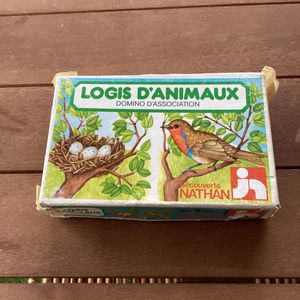 LOGIS D'ANIMAUX
DOMINO D'ASSOCIATION
découverte
NATHAN